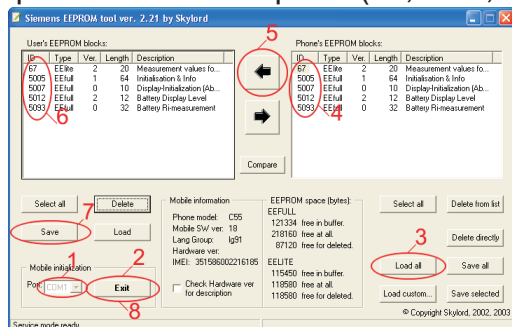 Siemens EEPROM tool ver. 2.21 by Skylord
User's EEPROM blocks:
Phone's EEPROM blocks:
ID Type Ver. Length Description
67 EElite 2 20 Measurement values fo...
5005 EEfull 1 64 Initialisation & Info
5007 EEfull 0 10 Display-Initialization (Ab...
5012 EEfull 2 12 Battery Display Level
5093 EEfull 0 32 Battery Ri-measurement
6
5
ID Type Ver. Length Description
67 EElite 2 20 Measurement values fo...
5005 EEfull 1 64 Initialisation & Info
5007 EEfull 0 10 Display-Initialization (Ab...
5012 EEfull 2 12 Battery Display Level
5093 EEfull 0 32 Battery Ri-measurement
4
Compare
Select all
Delete
7
Save
Load
Mobile initialization
1
2
Port COM1
Exit
8
Mobile information
Phone model: C55
Mobile SW ver: 18
Lang Group: lg91
Hardware ver:
IMEI: 351586002216185
Check Hardware ver
for description
EEPROM space (bytes):
EEFULL
121334 free in buffer.
218160 free at all.
87120 free for deleted.
EELITE
115450 free in buffer.
118580 free at all.
118580 free for deleted.
Select all
Delete from list
3
Delete directly
Load all
Save all
Load custom...
Save selected
© Copyright Skylord, 2002, 2003
Service mode ready